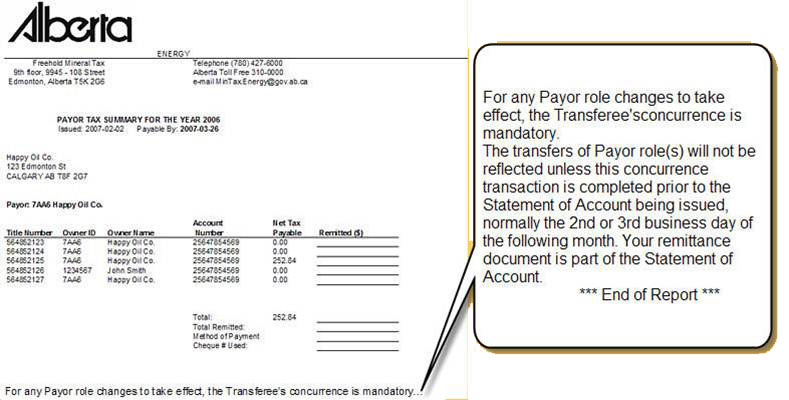 Alberta
ENERGY
Freehold Mineral Tax
9th floor, 9945 - 108 Street
Edmonton, Alberta T5K 2G6
Telephone (780) 427-6000
Alberta Toll Free 310-0000
e-mail MinTax.Energy@gov.ab.ca
PAYOR TAX SUMMARY FOR THE YEAR 2006
Issued: 2007-02-02 Payable By: 2007-03-26
Happy Oil Co.
123 Edmonton St
CALGARY AB T8F 2G7
Payor: 7AA6 Happy Oil Co.
Account Net Tax
Title Number Owner ID Owner Name Number Payable Remitted ($)
564852123 7AA6 Happy Oil Co. 25647854569 0.00
564852124 7AA6 Happy Oil Co. 25647854569 0.00
564852125 7AA6 Happy Oil Co. 25647854569 252.84
564852126 1234567 John Smith 25647854569 0.00
564852127 7AA6 Happy Oil Co. 25647854569 0.00
Total: 252.84
Total Remitted:
Method of Payment
Cheque # Used:
For any Payor role changes to take effect, the Transferee's concurrence is mandatory...
For any Payor role changes to take
effect, the Transferee'sconcurrence is
mandatory.
The transfers of Payor role(s) will not be
reflected unless this concurrence
transaction is completed prior to the
Statement of Account being issued,
normally the 2nd or 3rd business day of
the following month. Your remittance
document is part of the Statement of
Account.
*** End of Report ***